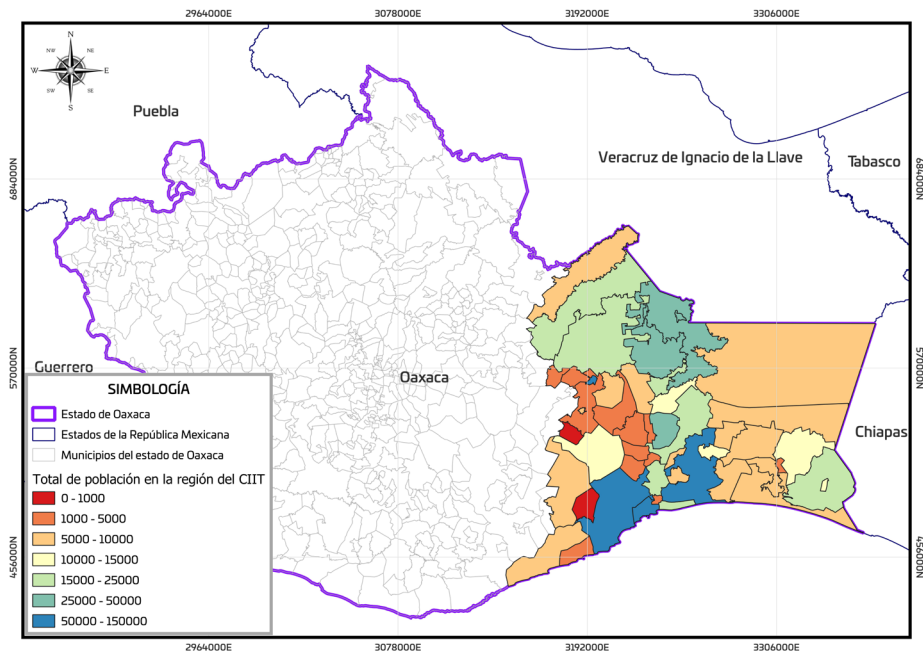 2964000E 3078000E 3192000E 3306000E
N
NW NE
W E
SW SE
S
Puebla
Veracruz de Ignacio de la Llave
Tabasco
684000N 684000N
Guerrero
570000N 570000N
Oaxaca
Chiapas
SIMBOLOGÍA
Estado de Oaxaca
Estados de la República Mexicana
Municipios del estado de Oaxaca
Total de población en la región del CIIT
0 - 1000
1000 - 5000
5000 - 10000
10000 - 15000
15000 - 25000
25000 - 50000
50000 - 150000
456000N 456000N
2964000E 3078000E 3192000E 3306000E